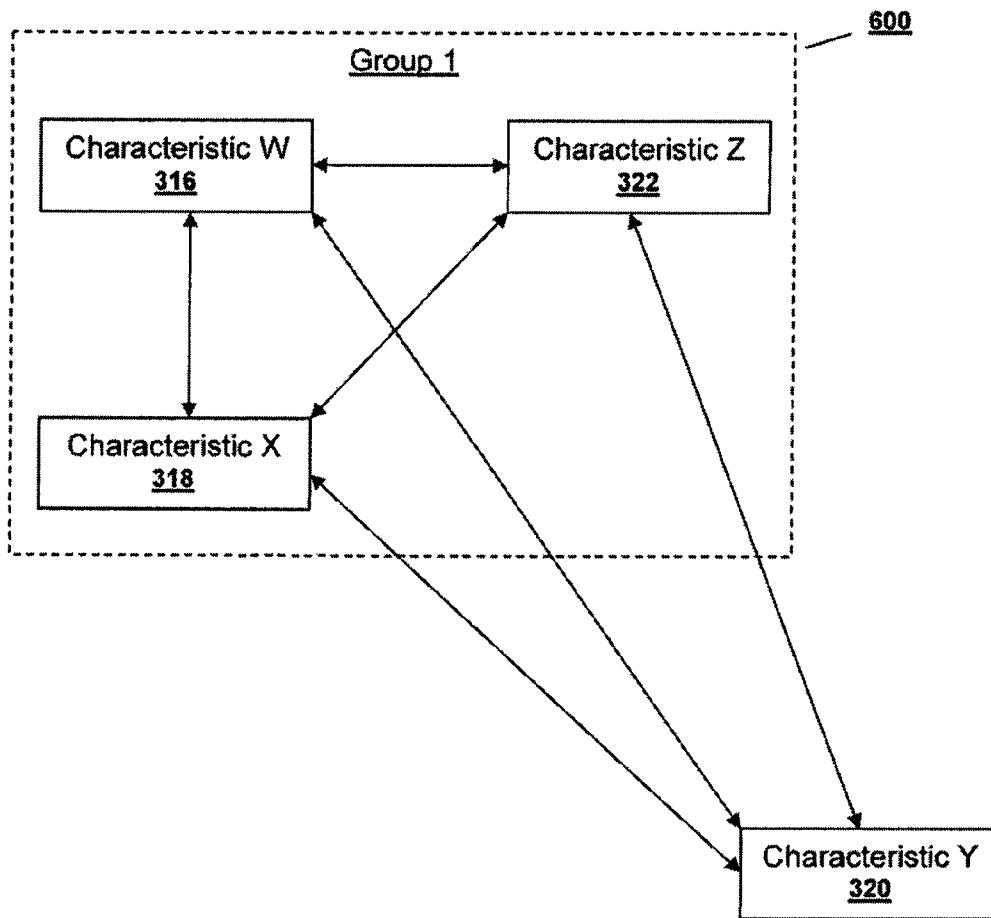 600
Group 1
Characteristic W
316
Characteristic Z
322
Characteristic X
318
Characteristic Y
320